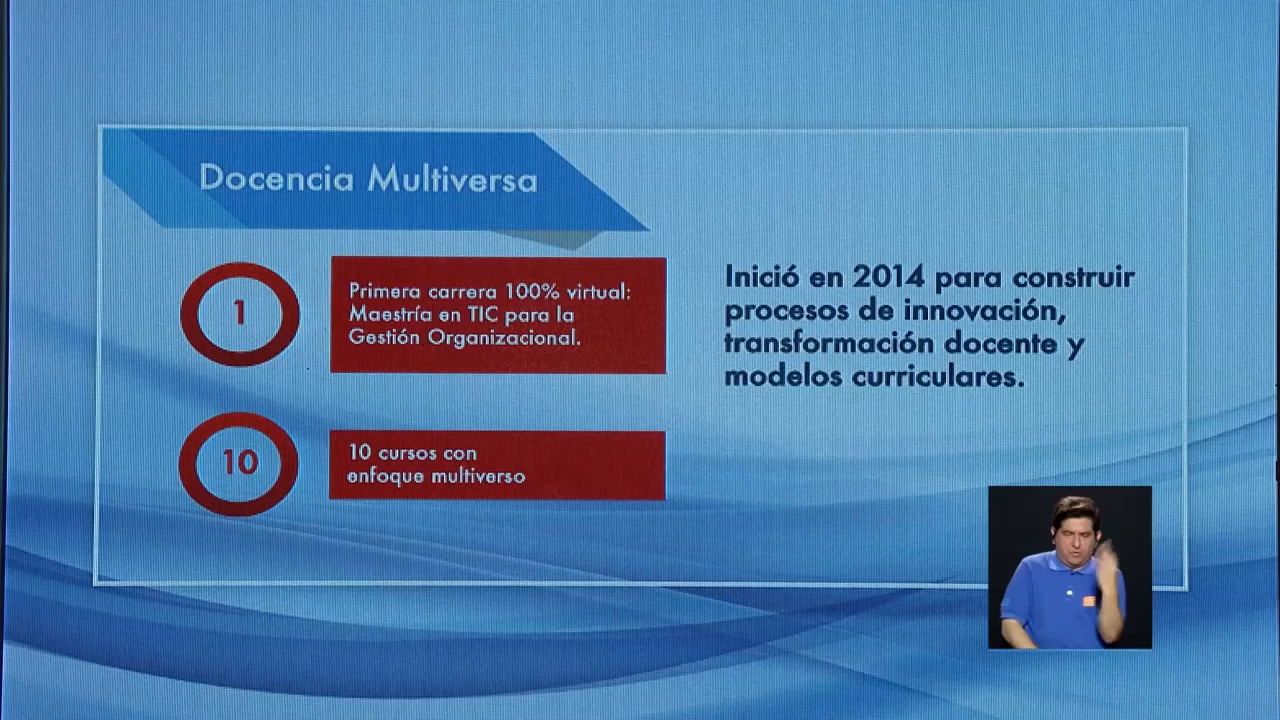 Docencia Multiversa
1
Primera carrera 100% virtual:
Maestría en TIC para la
Gestión Organizacional.
10
10 cursos con
enfoque multiverso
Inició en 2014 para construir
procesos de innovación,
transformación docente y
modelos curriculares.